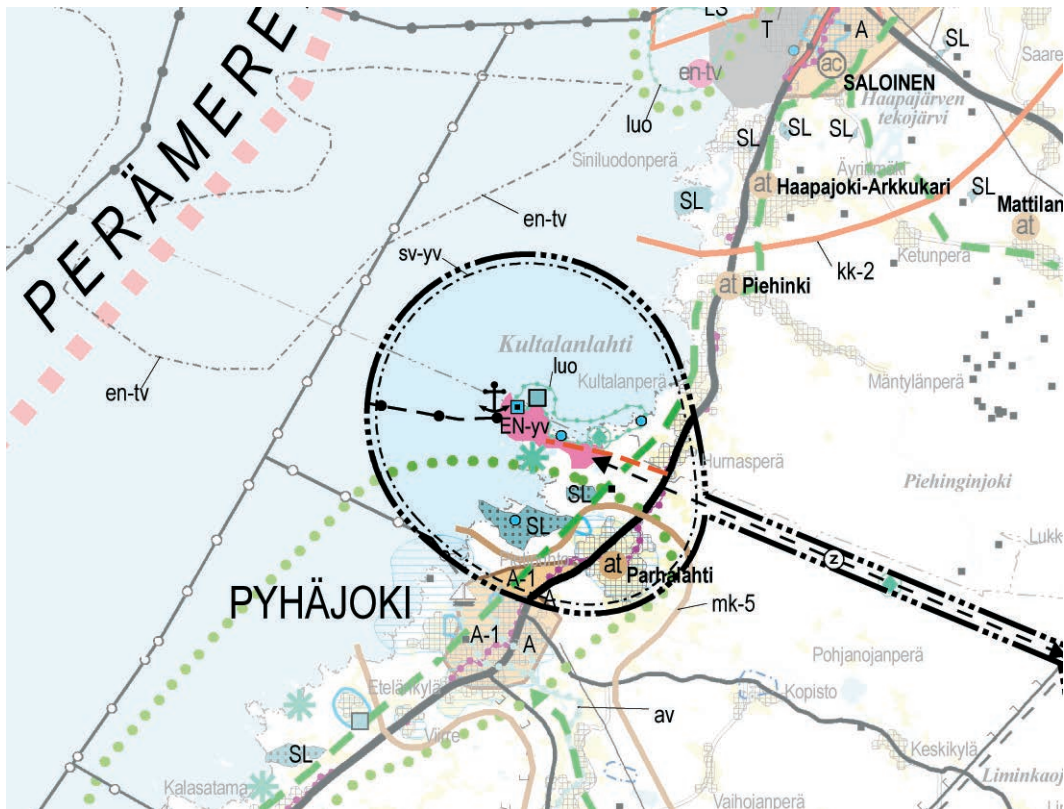 LS
T
A
SL
Saare
ac
en-tv
SALOINEN
Haapajärven
tekojärvi
luo
SL
SL
SL
Siniluodonperä
PERÄMERE
at
Haapajoki-Arkkukari
SL
SL
Mattilan
at
en-tv
Ketunperä
sv-yv
kk-2
at
Piehinki
Kultalanlahti
luo
Kultalanperä
Mäntylänperä
en-tv
EN-yv
Hurnasperä
Piehinginjoki
SL
SL
Lukk
z
at
Parhalahti
A-1
A
PYHÄJOKI
mk-5
A-1
A
Pohjanojanperä
Etelänkylä
Kopisto
av
Viirre
SL
Keskikylä
Kalasatama
Liminkaoj
Vaihojanperä